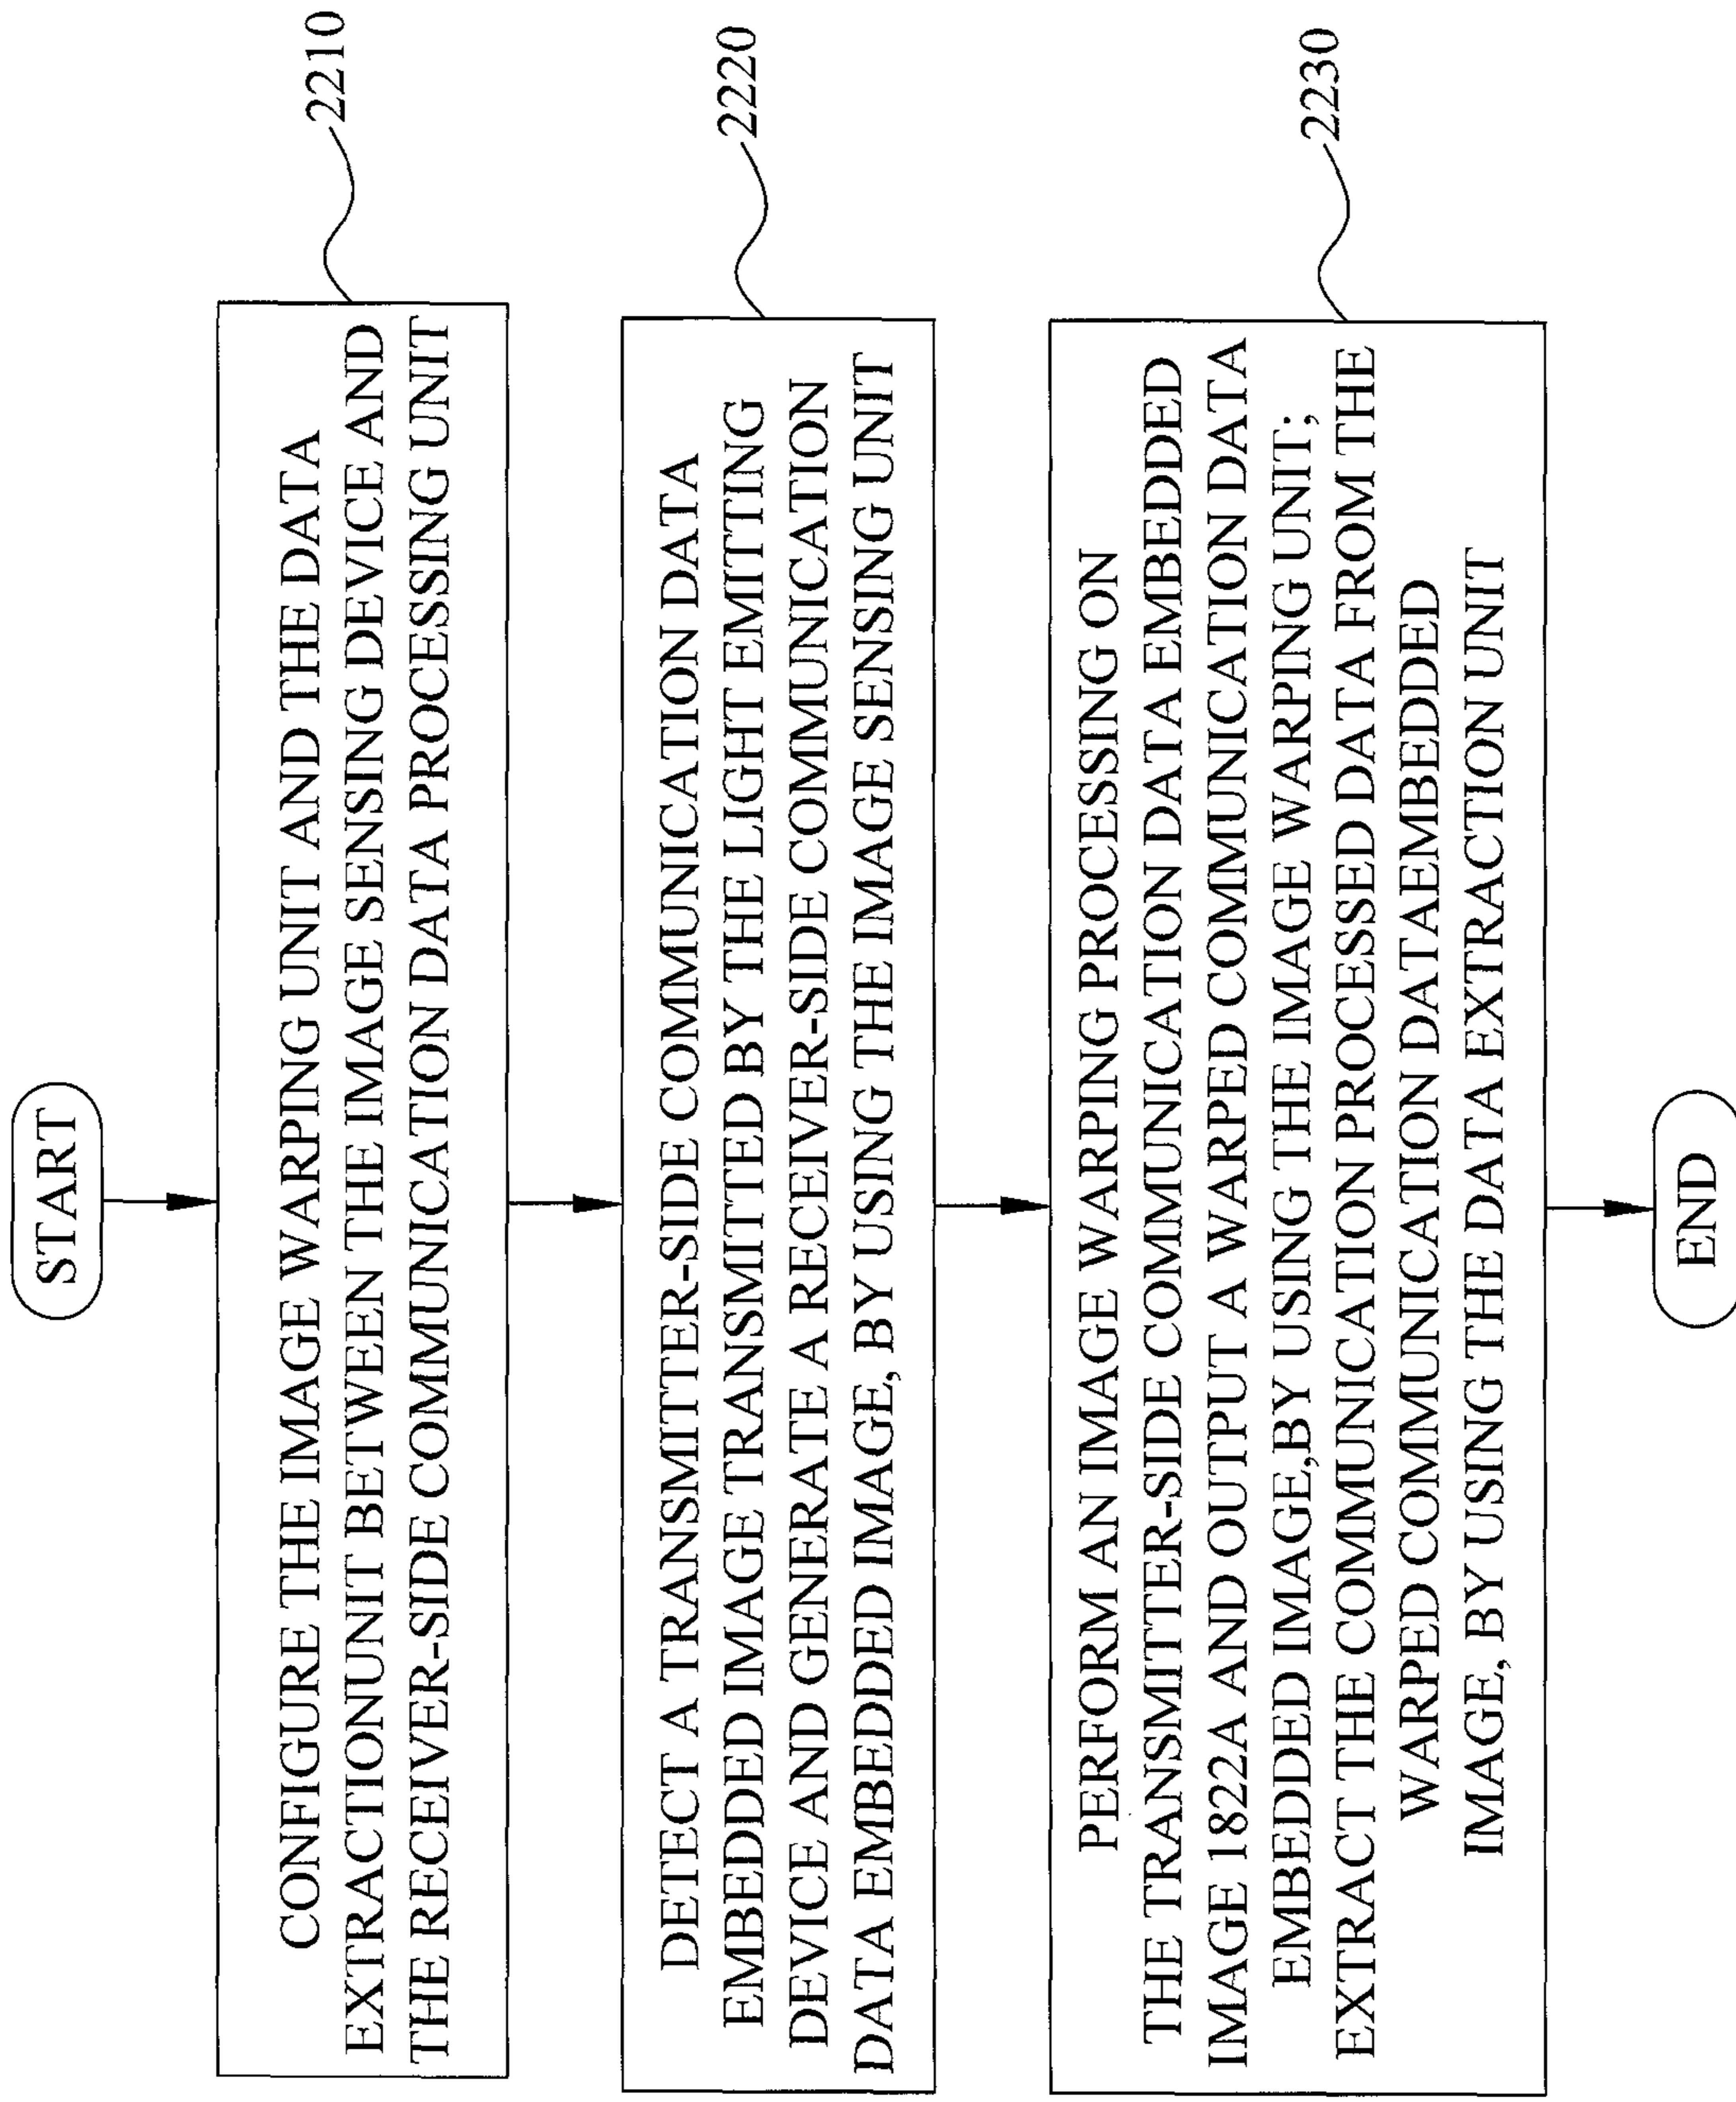 START
CONFIGURE THE IMAGE WARPING UNIT AND THE DATA
EXTRACTIONUNIT BETWEEN THE IMAGE SENSING DEVICE AND
THE RECEIVER-SIDE COMMUNICATION DATA PROCESSING UNIT
2210
DETECT A TRANSMITTER-SIDE COMMUNICATION DATA
EMBEDDED IMAGE TRANSMITTED BY THE LIGHT EMITTING
DEVICE AND GENERATE A RECEIVER-SIDE COMMUNICATION
DATA EMBEDDED IMAGE, BY USING THE IMAGE SENSING UNIT
2220
PERFORM AN IMAGE WARPING PROCESSING ON
THE TRANSMITTER-SIDE COMMUNICATION DATA EMBEDDED
IMAGE 1822A AND OUTPUT A WARPED COMMUNICATION DATA
EMBEDDED IMAGE,BY USING THE IMAGE WARPING UNIT;
EXTRACT THE COMMUNICATION PROCESSED DATA FROM THE
WARPED COMMUNICATION DATAEMBEDDED
IMAGE, BY USING THE DATA EXTRACTION UNIT
2230
END